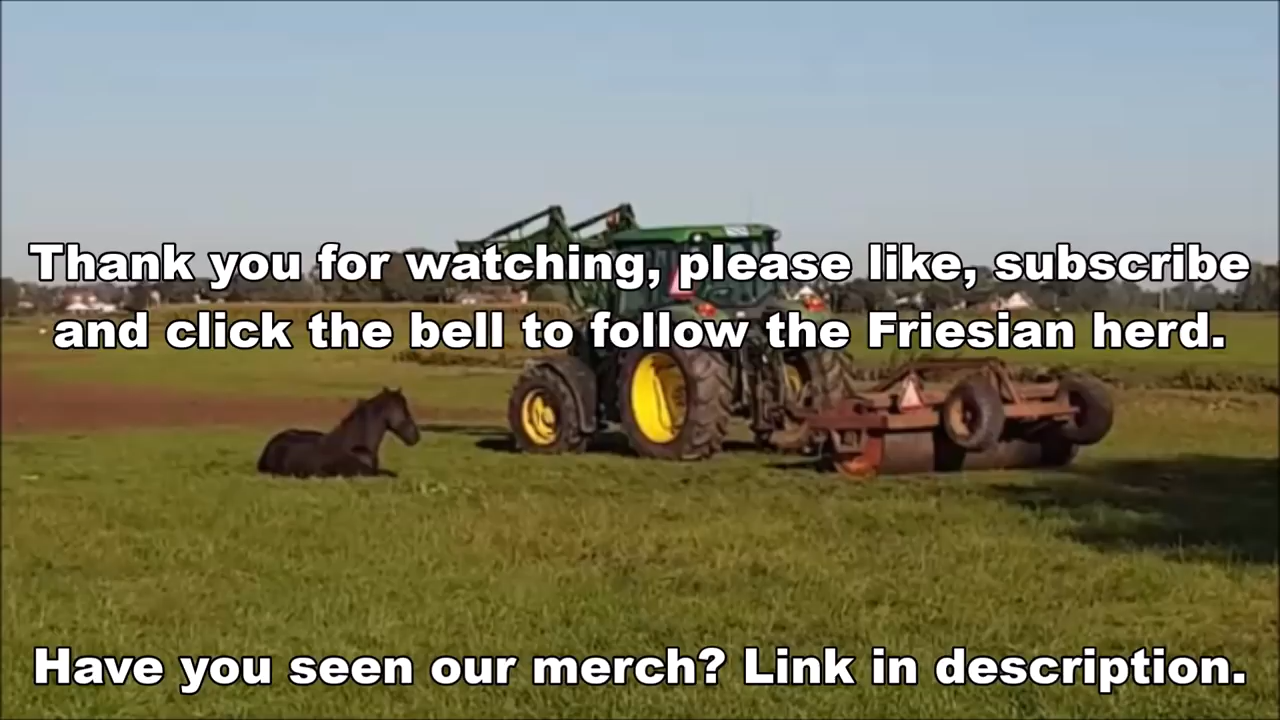 Thank you for watching, please like, subscribe
and click the bell to follow the Friesian herd.
Have you seen our merch? Link in description.